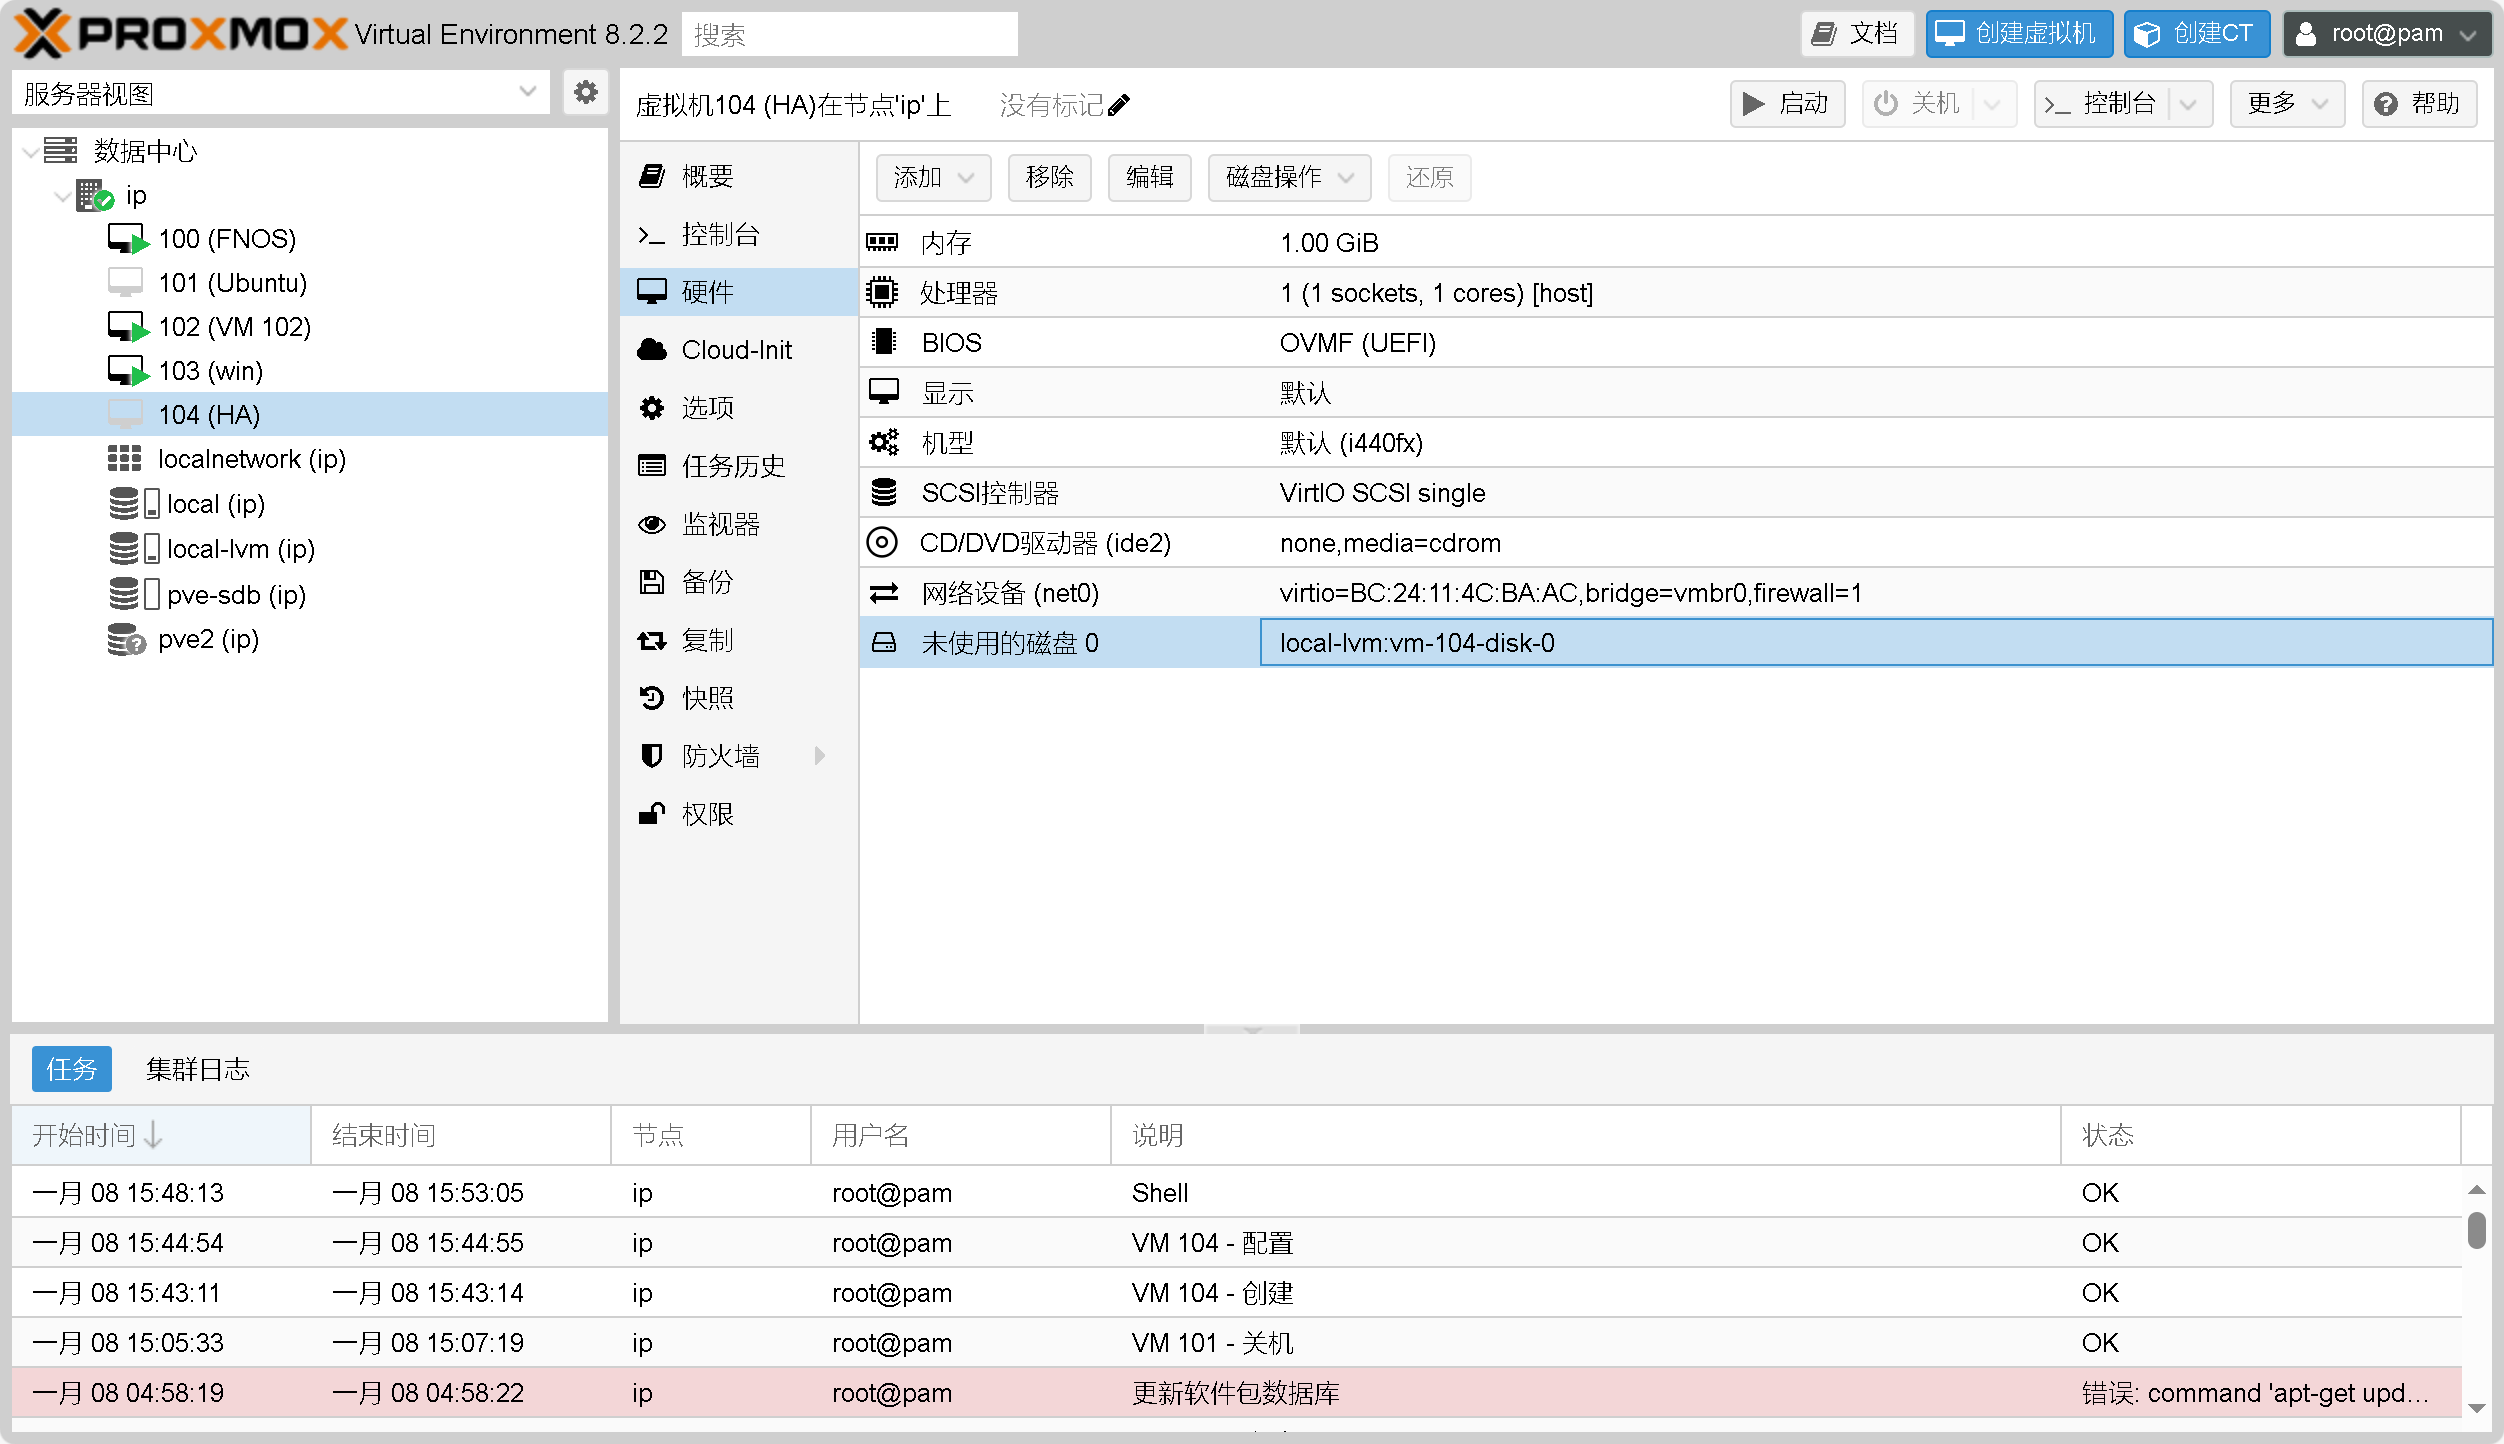 PROXMOX Virtual Environment 8.2.2 搜索 文档 创建虚拟机 创建CT root@pam
服务器视图
虚拟机104 (HA)在节点'ip'上 没有标记 启动 关机 控制台 更多 帮助
数据中心
ip
100 (FNOS)
101 (Ubuntu)
102 (VM 102)
103 (win)
104 (HA)
localnetwork (ip)
local (ip)
local-lvm (ip)
pve-sdb (ip)
pve2 (ip)
概要
控制台
硬件
Cloud-Init
选项
任务历史
监视器
备份
复制
快照
防火墙
权限
添加 移除 编辑 磁盘操作 还原
内存 1.00 GiB
处理器 1 (1 sockets, 1 cores) [host]
BIOS OVMF (UEFI)
显示 默认
机型 默认 (i440fx)
SCSI控制器 VirtIO SCSI single
CD/DVD驱动器 (ide2) none,media=cdrom
网络设备 (net0) virtio=BC:24:11:4C:BA:AC,bridge=vmbr0,firewall=1
未使用的磁盘 0 local-lvm:vm-104-disk-0
任务 集群日志
开始时间 结束时间 节点 用户名 说明 状态
一月 08 15:48:13 一月 08 15:53:05 ip root@pam Shell OK
一月 08 15:44:54 一月 08 15:44:55 ip root@pam VM 104 - 配置 OK
一月 08 15:43:11 一月 08 15:43:14 ip root@pam VM 104 - 创建 OK
一月 08 15:05:33 一月 08 15:07:19 ip root@pam VM 101 - 关机 OK
一月 08 04:58:19 一月 08 04:58:22 ip root@pam 更新软件包数据库 错误: command 'apt-get upd...